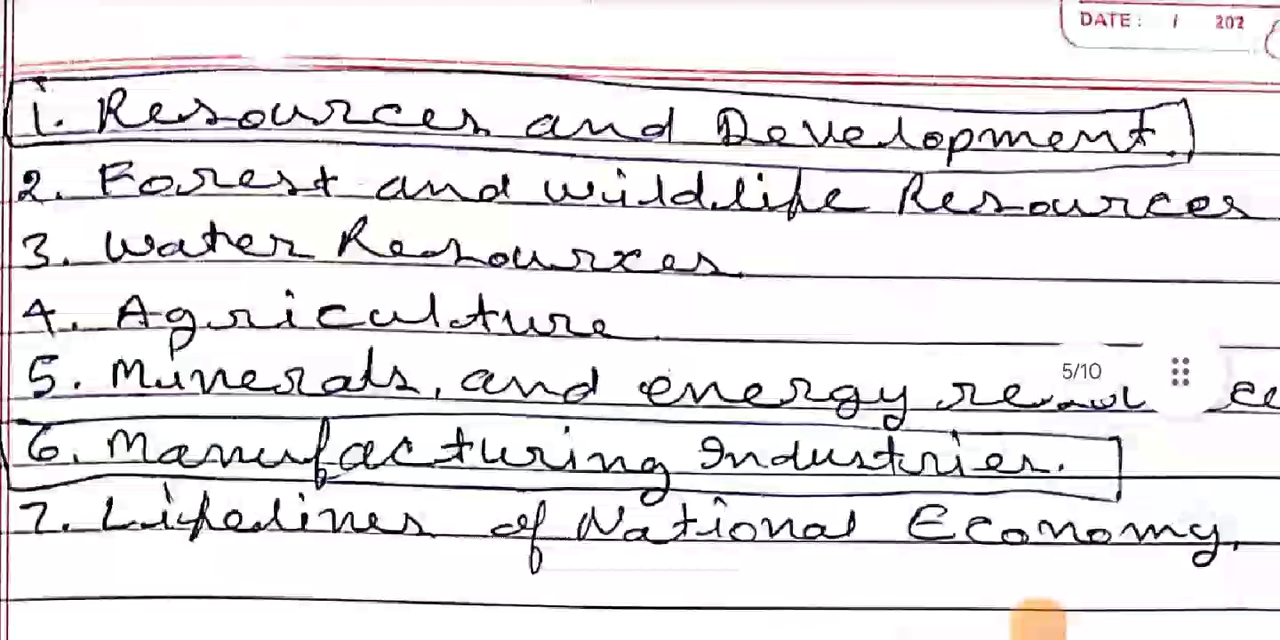 DATE: / 202
1. Resources and Development.
2. Forest and wildlife Resources
3. Water Resources
4. Agriculture
5. Minerals and energy
5/10
6. Manufacturing Industries.
7. Lifelines of National Economy.